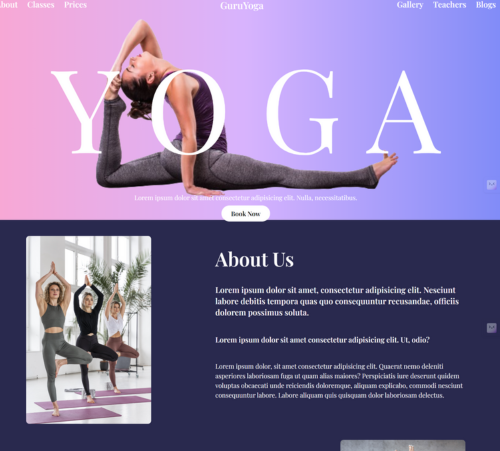 bout Classes Prices GuruYoga Gallery Teachers Blogs
YOGA
Lorem ipsum dolor sit amet consectetur adipisicing elit. Nulla, necessitatibus.
Book Now
About Us
Lorem ipsum dolor sit amet, consectetur adipisicing elit. Nesciunt
labore debitis tempora quas quo consequuntur recusandae, officiis
dolorem possimus soluta.
Lorem ipsum dolor sit amet consectetur adipisicing elit. Ut, odio?
Lorem ipsum dolor, sit amet consectetur adipisicing elit. Quaerat nemo deleniti
asperiores laboriosam fuga ut quam alias maiores? Perspiciatis iure deserunt quidem
voluptas obcaecati unde reiciendis doloremque, aliquam explicabo, commodi nesciunt
consequuntur labore. Labore aliquam quis quisquam dolor laboriosam delectus.